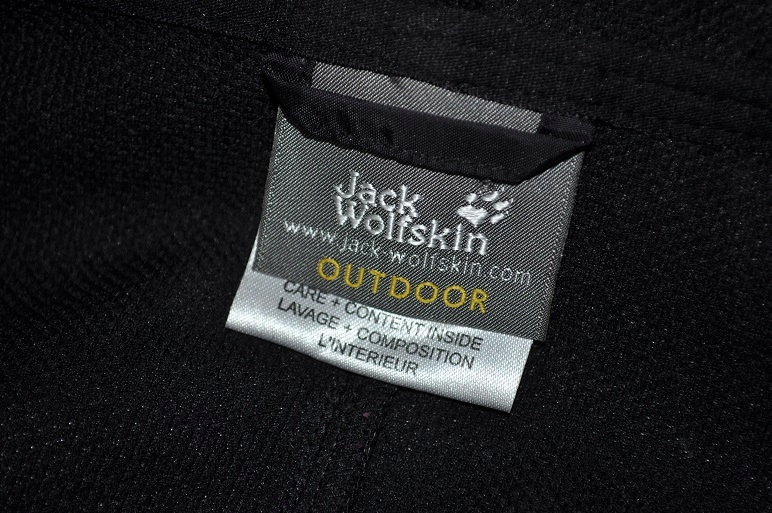 Jack
Wolfskin
www.jack-wolfskin.com
OUTDOOR
CARE + CONTENT INSIDE
LAVAGE + COMPOSITION
L'INTERIEUR